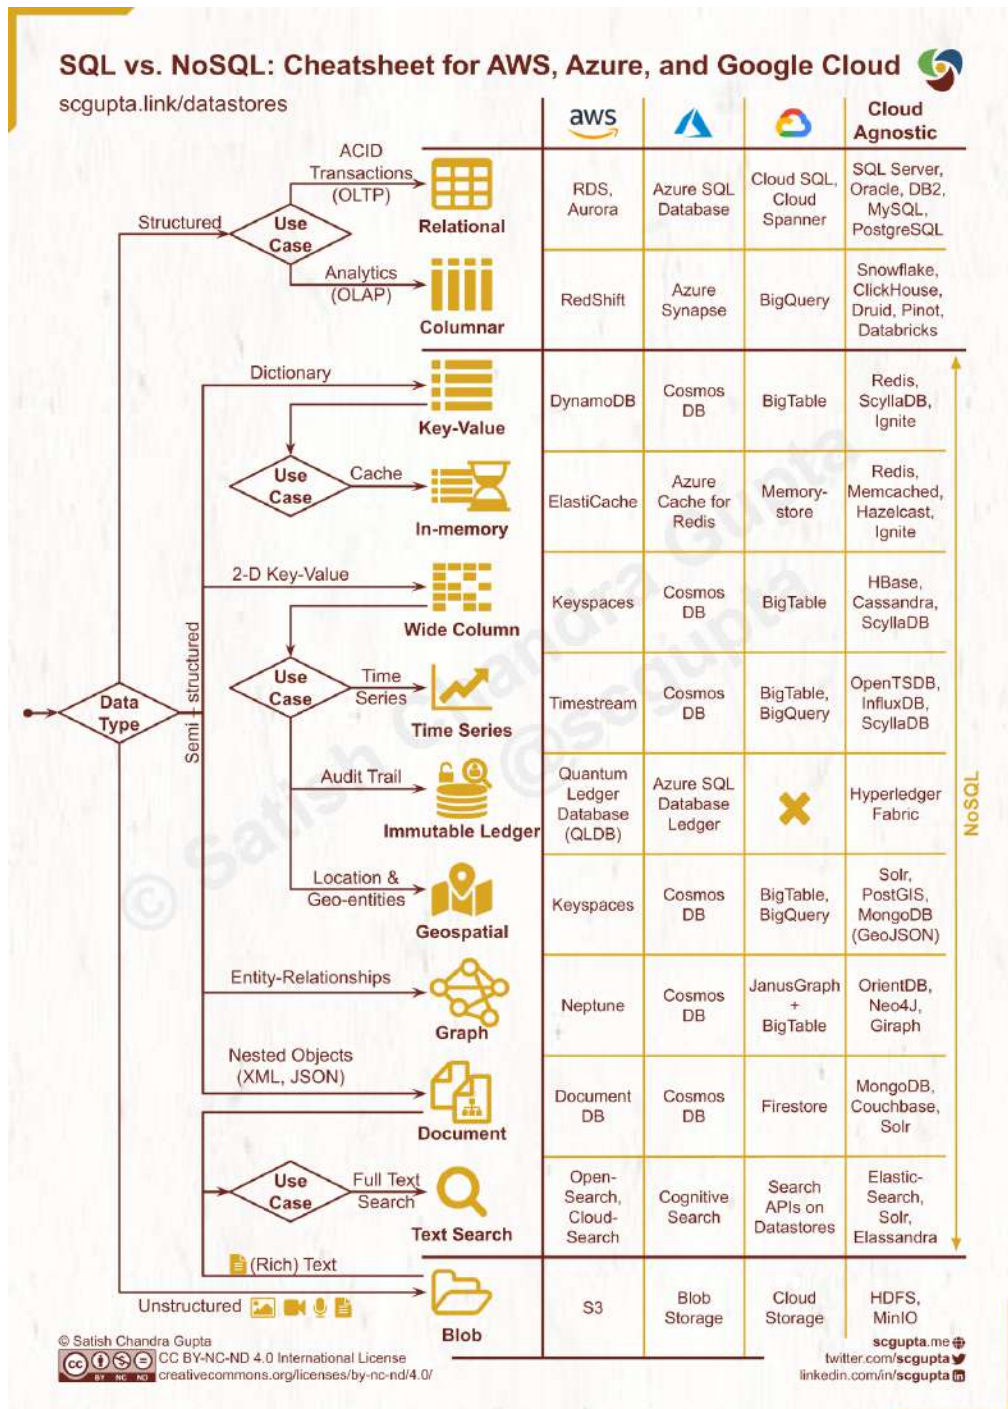 SQL vs. NoSQL: Cheatsheet for AWS, Azure, and Google Cloud
scgupta.link/datastores
aws
Cloud
Agnostic
Structured
Use
Case
ACID
Transactions
(OLTP)
Relational
RDS,
Aurora
Azure SQL
Database
Cloud SQL,
Cloud
Spanner
SQL Server,
Oracle, DB2,
MySQL,
PostgreSQL
Analytics
(OLAP)
Columnar
RedShift
Azure
Synapse
BigQuery
Snowflake,
ClickHouse,
Druid, Pinot,
Databricks
Dictionary
Key-Value
DynamoDB
Cosmos
DB
BigTable
Redis,
ScyllaDB,
Ignite
Use
Case
Cache
In-memory
ElastiCache
Azure
Cache for
Redis
Memory-
store
Redis,
Memcached,
Hazelcast,
Ignite
2-D Key-Value
Wide Column
Keyspaces
Cosmos
DB
BigTable
HBase,
Cassandra,
ScyllaDB
Data
Type
Semi - structured
Use
Case
Time
Series
Time Series
Timestream
Cosmos
DB
BigTable,
BigQuery
OpenTSDB,
InfluxDB,
ScyllaDB
NoSQL
Audit Trail
Immutable Ledger
Quantum
Ledger
Database
(QLDB)
Azure SQL
Database
Ledger
Hyperledger
Fabric
Location &
Geo-entities
Geospatial
Keyspaces
Cosmos
DB
BigTable,
BigQuery
Solr,
PostGIS,
MongoDB
(GeoJSON)
Entity-Relationships
Graph
Neptune
Cosmos
DB
JanusGraph
+
BigTable
OrientDB,
Neo4J,
Giraph
Nested Objects
(XML, JSON)
Document
Document
DB
Cosmos
DB
Firestore
MongoDB,
Couchbase,
Solr
Use
Case
Full Text
Search
Text Search
Open-
Search,
Cloud-
Search
Cognitive
Search
Search
APIs on
Datastores
Elastic-
Search,
Solr,
Elassandra
(Rich) Text
Unstructured
Blob
S3
Blob
Storage
Cloud
Storage
HDFS,
MinIO
© Satish Chandra Gupta
@scgupta
© Satish Chandra Gupta
cc
BY NC ND
CC BY-NC-ND 4.0 International License
creativecommons.org/licenses/by-nc-nd/4.0/
scgupta.me
twitter.com/scgupta
linkedin.com/in/scgupta